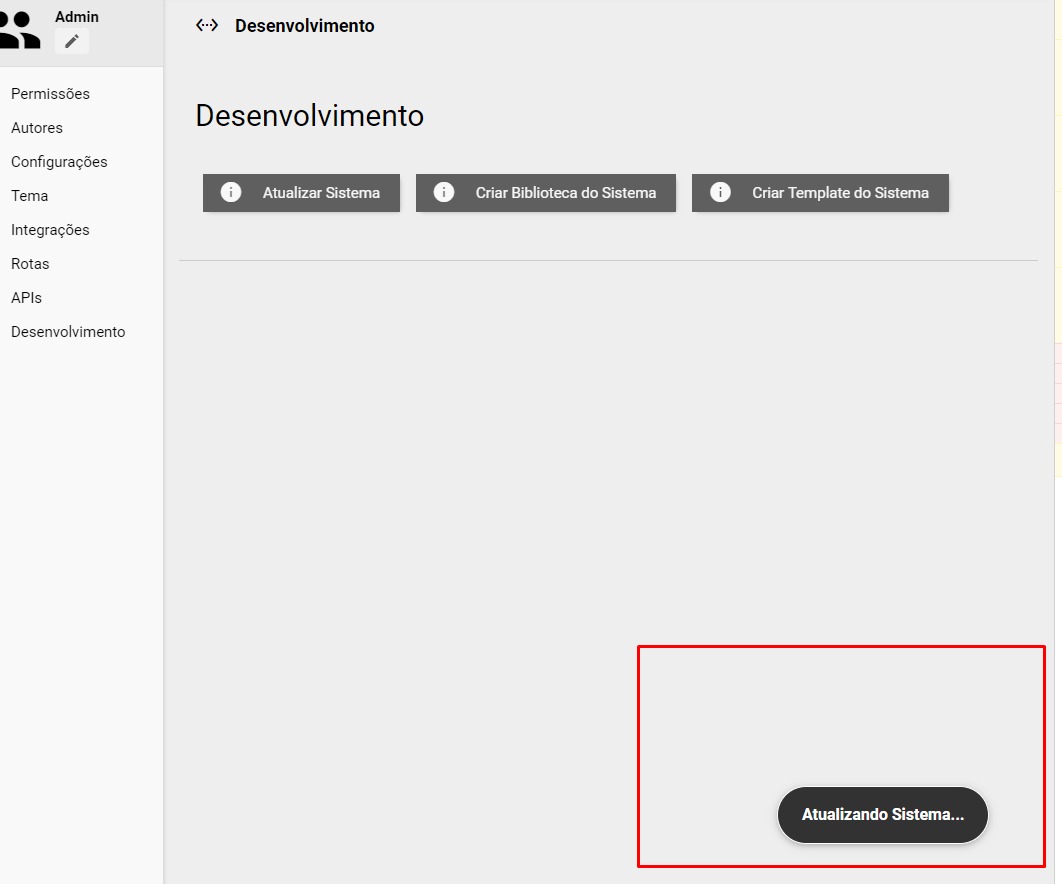 Admin
Permissões
Autores
Configurações
Tema
Integrações
Rotas
APIs
Desenvolvimento
Desenvolvimento
Desenvolvimento
Atualizar Sistema
Criar Biblioteca do Sistema
Criar Template do Sistema
Atualizando Sistema...